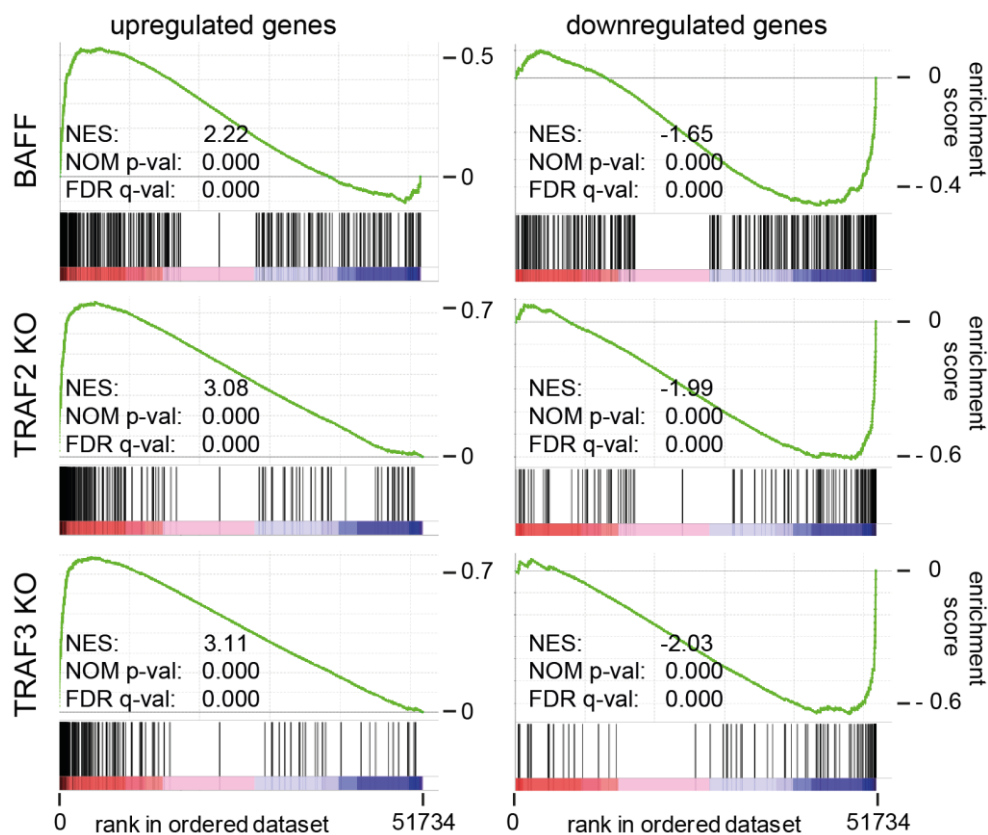 upregulated genes
downregulated genes
BAFF
0.5
0
NES: 2.22
NOM p-val: 0.000
FDR q-val: 0.000
0
- 0.4
enrichment score
NES: -1.65
NOM p-val: 0.000
FDR q-val: 0.000
TRAF2 KO
0.7
0
NES: 3.08
NOM p-val: 0.000
FDR q-val: 0.000
0
- 0.6
enrichment score
NES: -1.99
NOM p-val: 0.000
FDR q-val: 0.000
TRAF3 KO
0.7
0
NES: 3.11
NOM p-val: 0.000
FDR q-val: 0.000
0
- 0.6
enrichment score
NES: -2.03
NOM p-val: 0.000
FDR q-val: 0.000
0 rank in ordered dataset 51734
0 rank in ordered dataset 51734